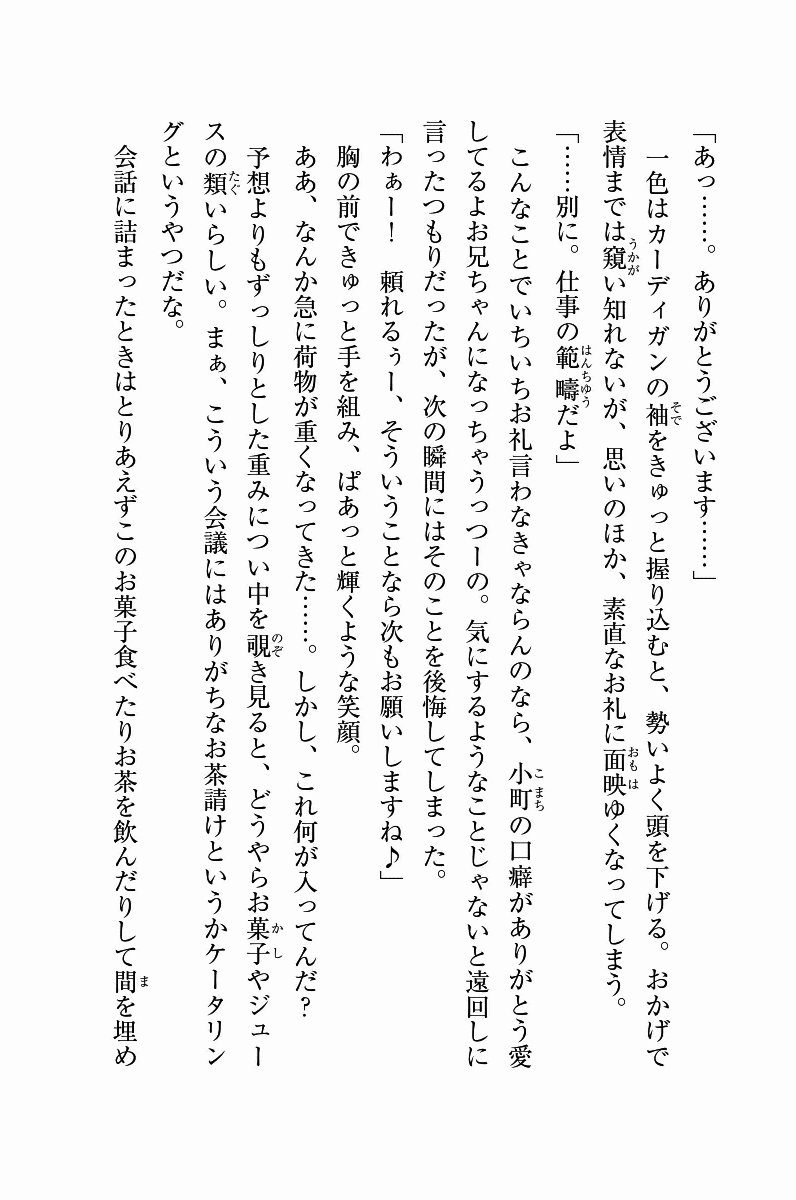 「あっ……。ありがとうございます……」
一色はカーディガンの袖をきゅっと握り込むと、勢いよく頭を下げる。おかげで
表情までは窺い知れないが、思いのほか、素直なお礼に面映ゆくなってしまう。
「……別に。仕事の範疇だよ」
こんなことでいちいちお礼言わなきゃならんのなら、小町の口癖がありがとう愛
してるよお兄ちゃんになっちゃうっつーの。気にするようなことじゃないと遠回しに
言ったつもりだったが、次の瞬間にはそのことを後悔してしまった。
「わぁー！　頼れるぅー、そういうことなら次もお願いしますね♪」
胸の前できゅっと手を組み、ぱあっと輝くような笑顔。
ああ、なんか急に荷物が重くなってきた……。しかし、これ何が入ってんだ？
予想よりもずっしりとした重みについ中を覗き見ると、どうやらお菓子やジュー
スの類いらしい。まぁ、こういう会議にはありがちなお茶請けというかケータリン
グというやつだな。
会話に詰まったときはとりあえずこのお菓子食べたりお茶を飲んだりして間を埋め